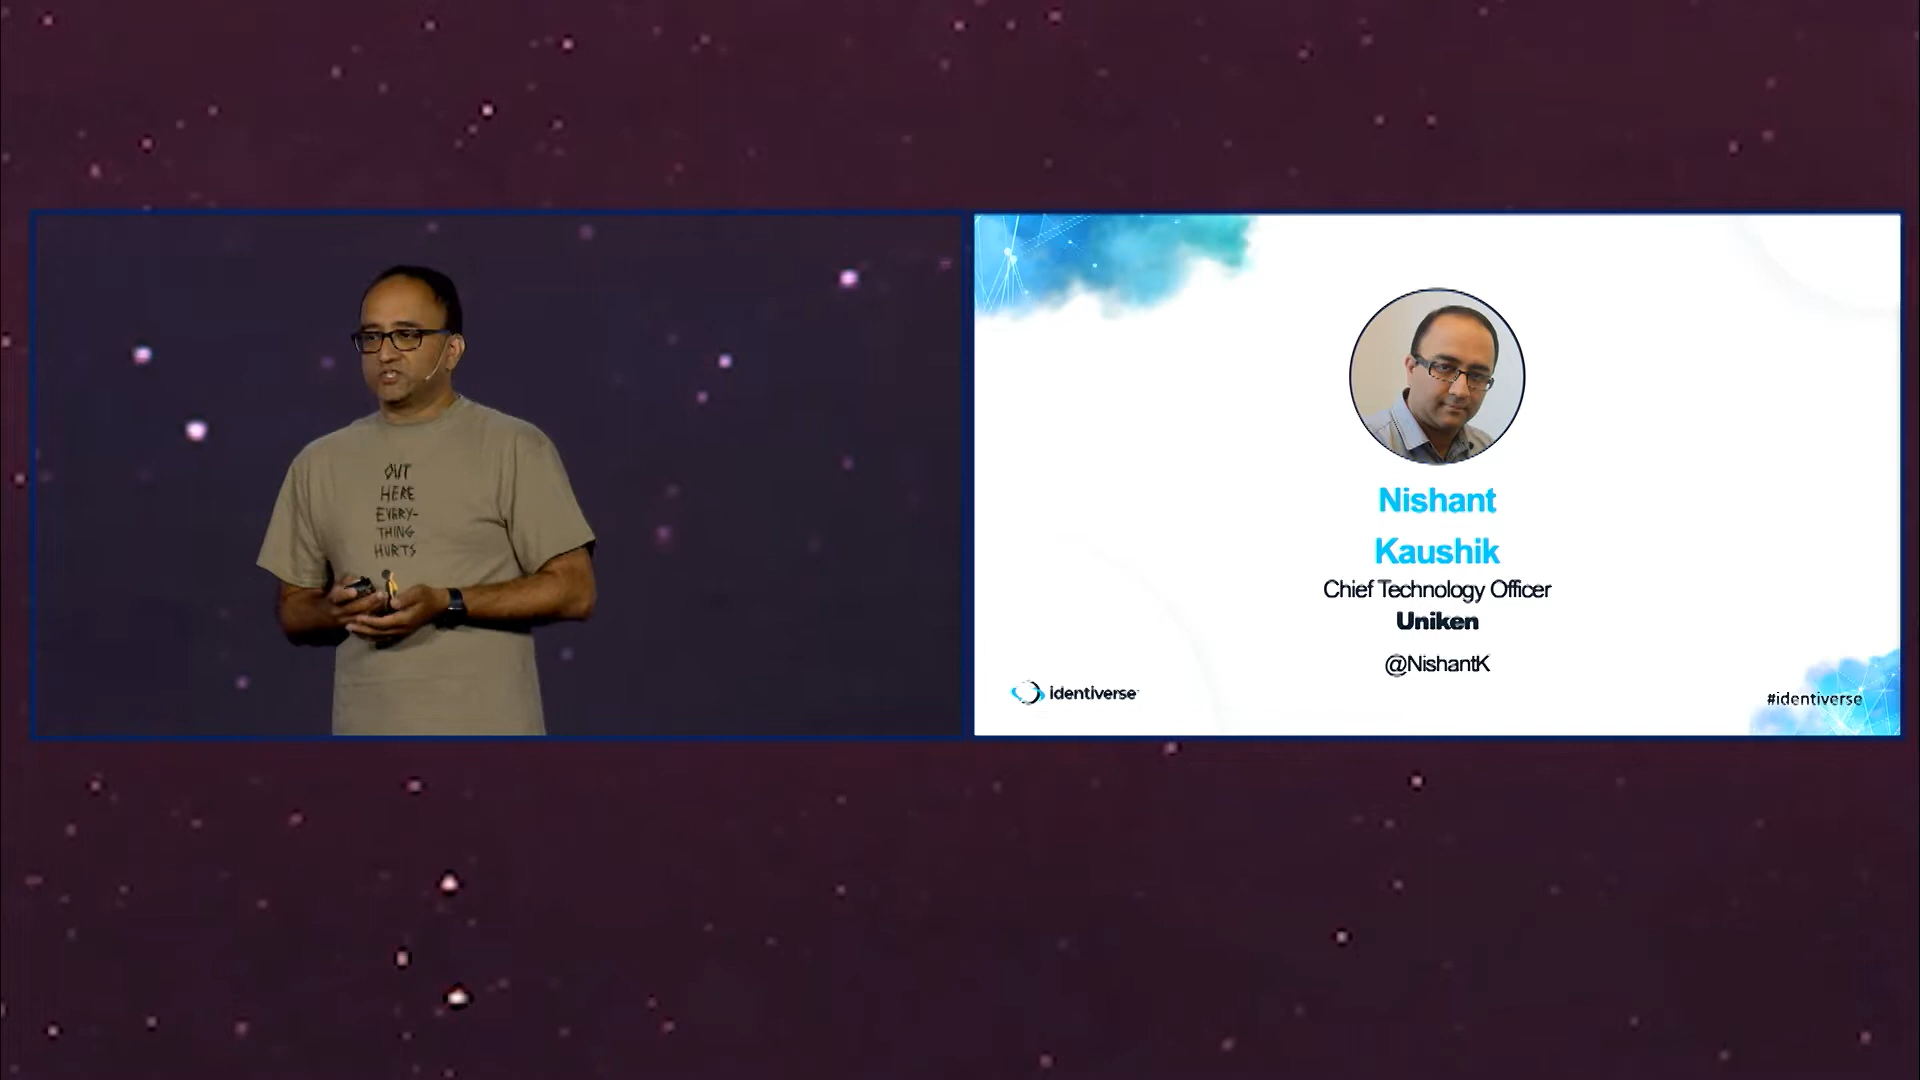 OUT
HERE
EVERY-
THING
HURTS
Nishant
Kaushik
Chief Technology Officer
Uniken
@NishantK
identiverse
#identiverse